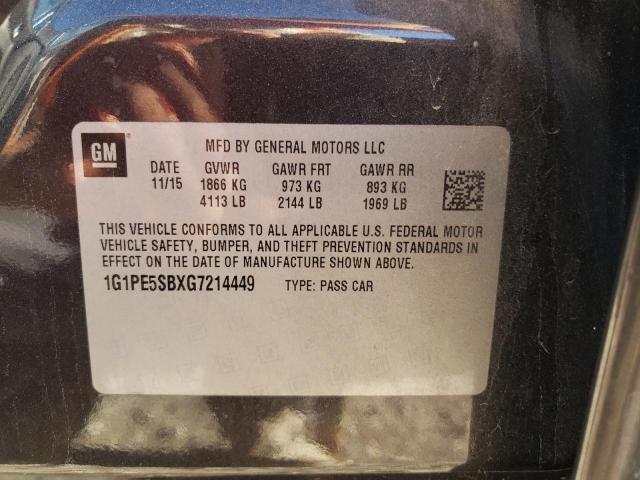 GM
MFD BY GENERAL MOTORS LLC
DATE GVWR GAWR FRT GAWR RR
11/15 1866 KG 973 KG 893 KG
4113 LB 2144 LB 1969 LB
THIS VEHICLE CONFORMS TO ALL APPLICABLE U.S. FEDERAL MOTOR
VEHICLE SAFETY, BUMPER, AND THEFT PREVENTION STANDARDS IN
EFFECT ON THE DATE OF MANUFACTURE SHOWN ABOVE.
1G1PE5SBXG7214449 TYPE: PASS CAR